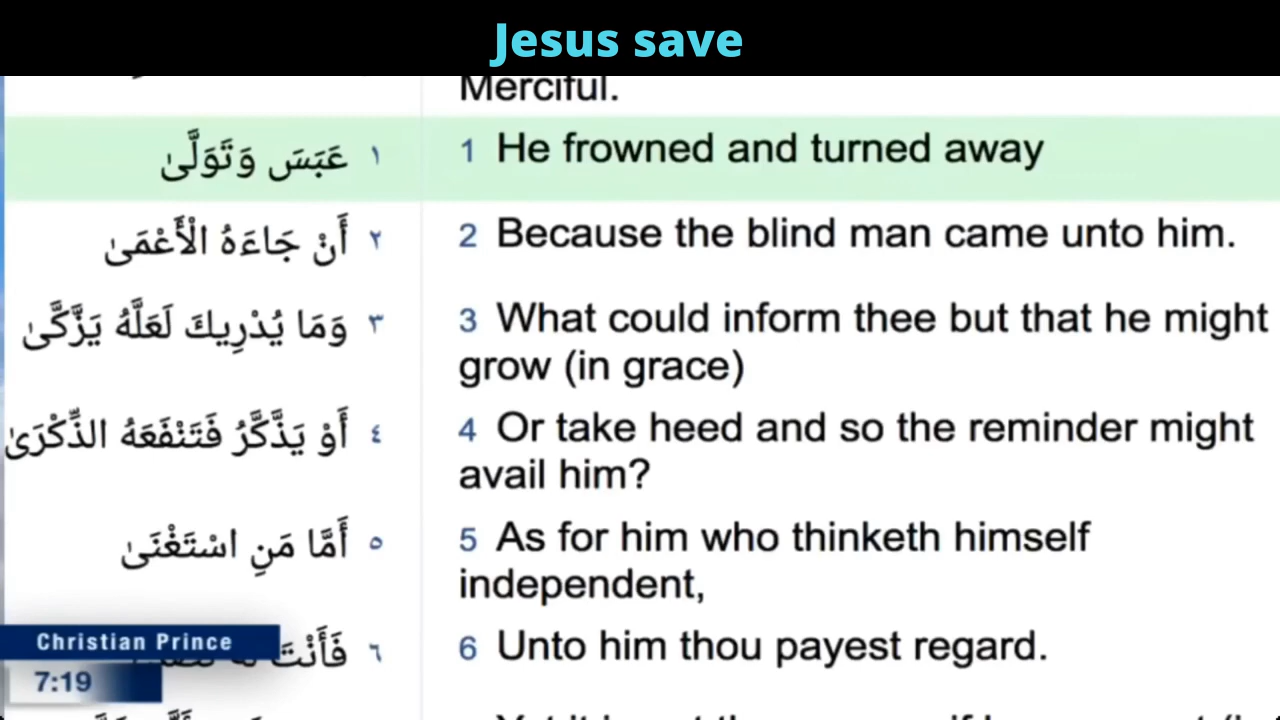 Jesus save
Merciful.
عَبَسَ وَتَوَلَّىٰ ١
1 He frowned and turned away
أَنْ جَاءَهُ الْأَعْمَىٰ ٢
2 Because the blind man came unto him.
وَمَا يُدْرِيكَ لَعَلَّهُ يَزَّكَّىٰ ٣
3 What could inform thee but that he might
grow (in grace)
أَوْ يَذَّكَّرُ فَتَنْفَعَهُ الذِّكْرَىٰ ٤
4 Or take heed and so the reminder might
avail him?
أَمَّا مَنِ اسْتَغْنَىٰ ٥
5 As for him who thinketh himself
independent,
فَأَنْتَ ٦
6 Unto him thou payest regard.
Christian Prince
7:19